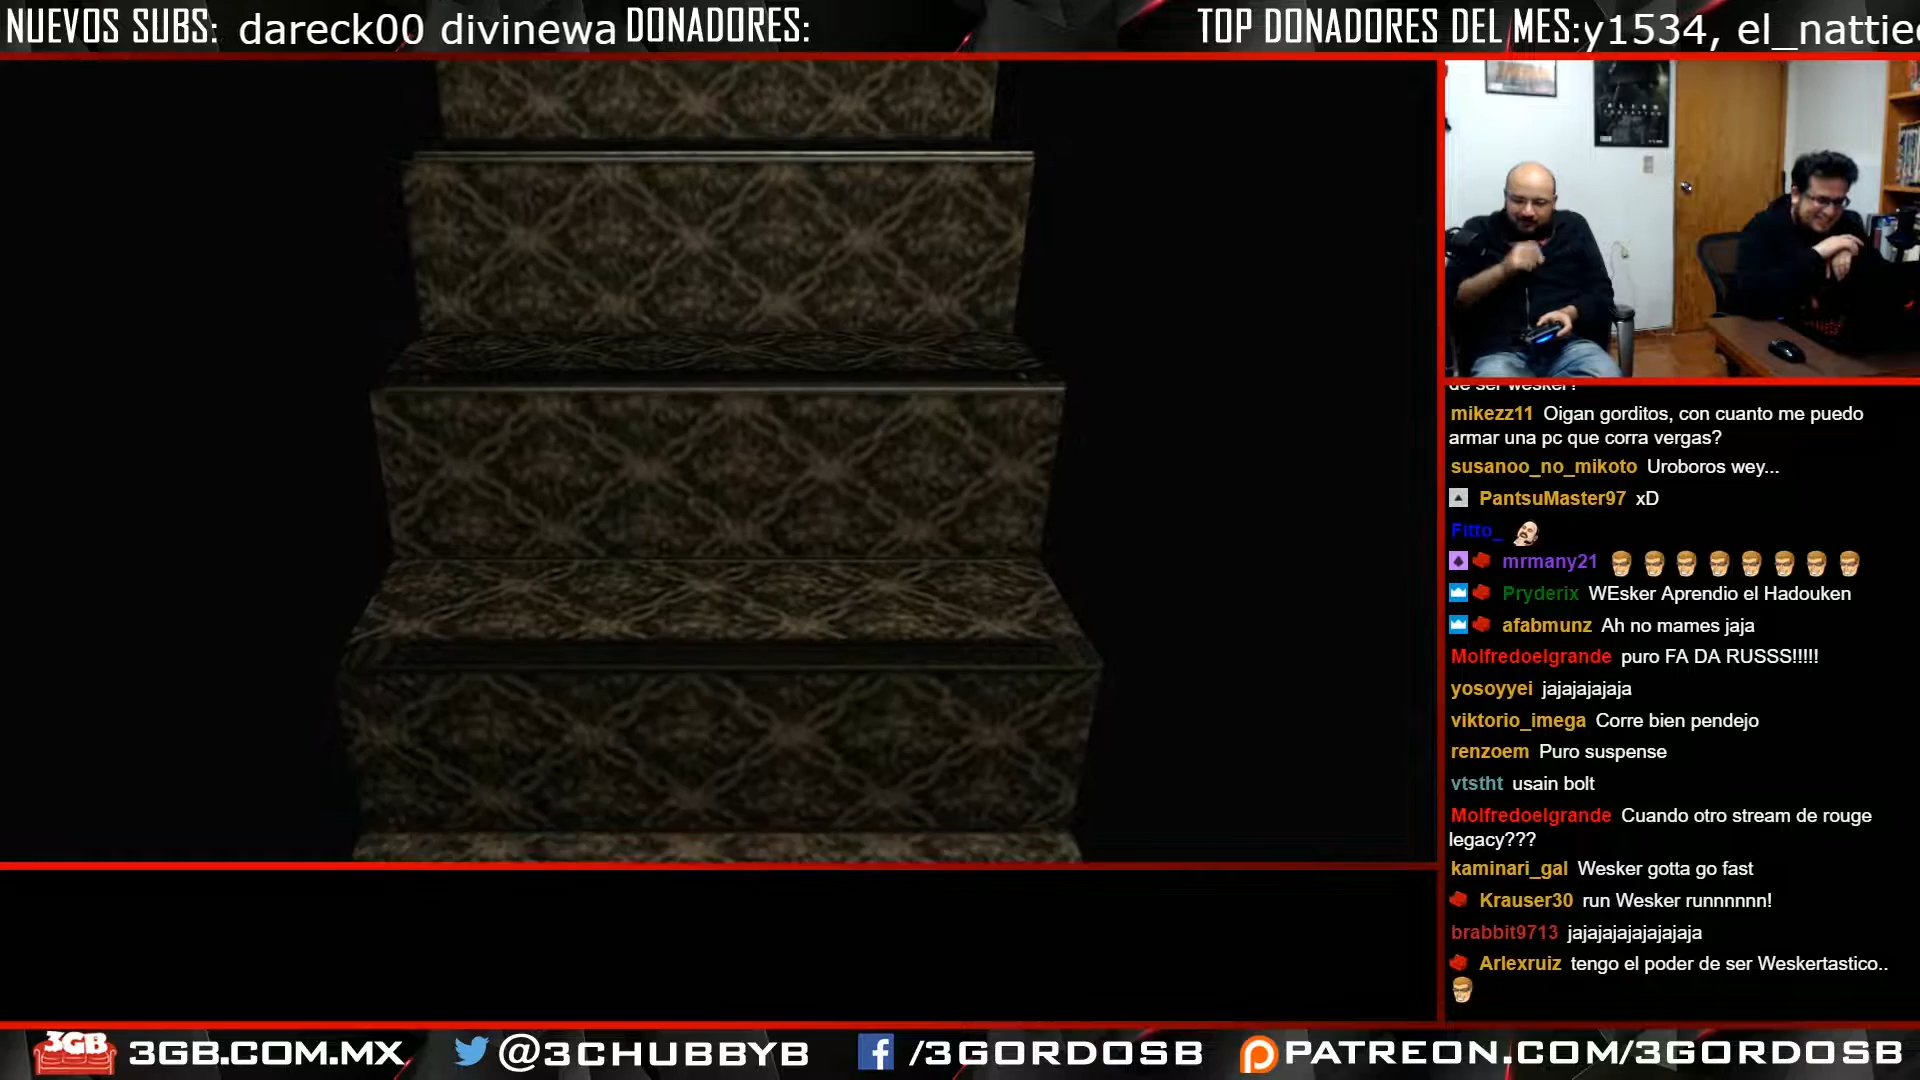 NUEVOS SUBS: dareck00 divinewa DONADORES: TOP DONADORES DEL MES:y1534, el_nattie
de ser wesker?
mikezz11 Oigan gorditos, con cuanto me puedo
armar una pc que corra vergas?
susanoo_no_mikoto Uroboros wey...
PantsuMaster97 xD
Fitto_
mrmany21
Pryderix WEsker Aprendio el Hadouken
afabmunz Ah no mames jaja
Molfredoelgrande puro FA DA RUSSS!!!!!
yosoyyei jajajajajaja
viktorio_imega Corre bien pendejo
renzoem Puro suspense
vtstht usain bolt
Molfredoelgrande Cuando otro stream de rouge
legacy???
kaminari_gal Wesker gotta go fast
Krauser30 run Wesker runnnnnn!
brabbit9713 jajajajajajajaja
Arlexruiz tengo el poder de ser Weskertastico..
3GB 3GB.COM.MX @3CHUBBYB /3GORDOSB PATREON.COM/3GORDOSB